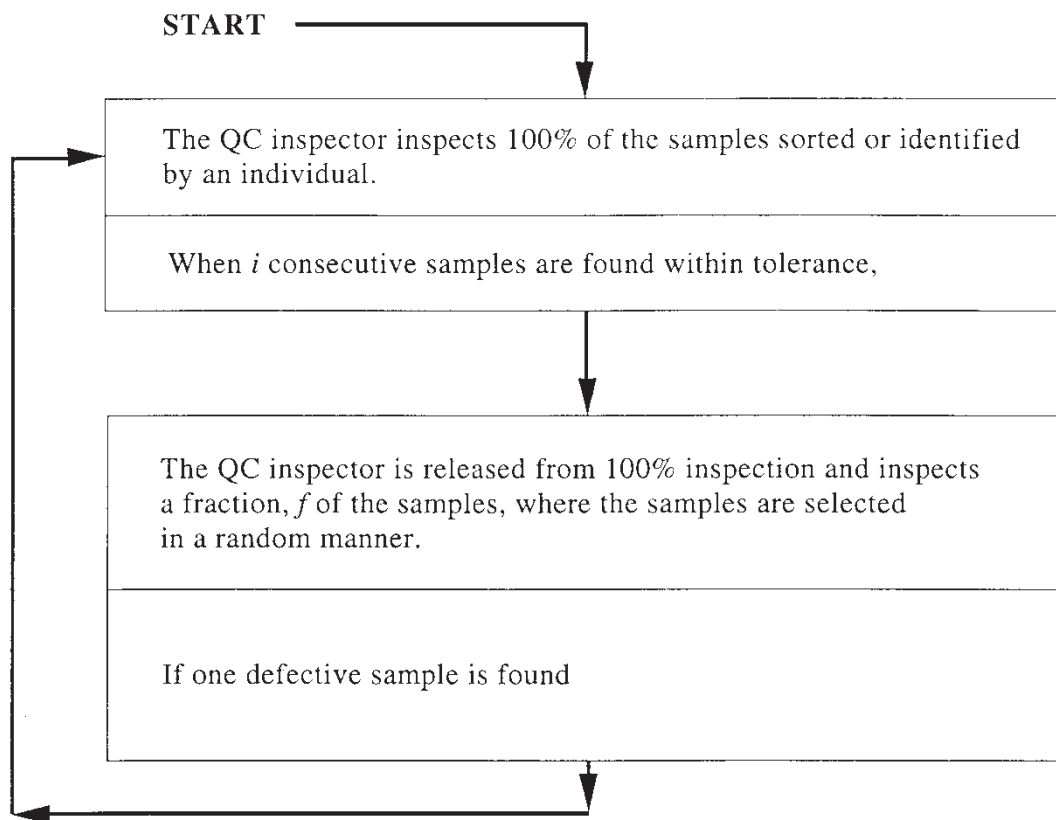 START
The QC inspector inspects 100% of the samples sorted or identified
by an individual.
When i consecutive samples are found within tolerance,
The QC inspector is released from 100% inspection and inspects
a fraction, f of the samples, where the samples are selected
in a random manner.
If one defective sample is found